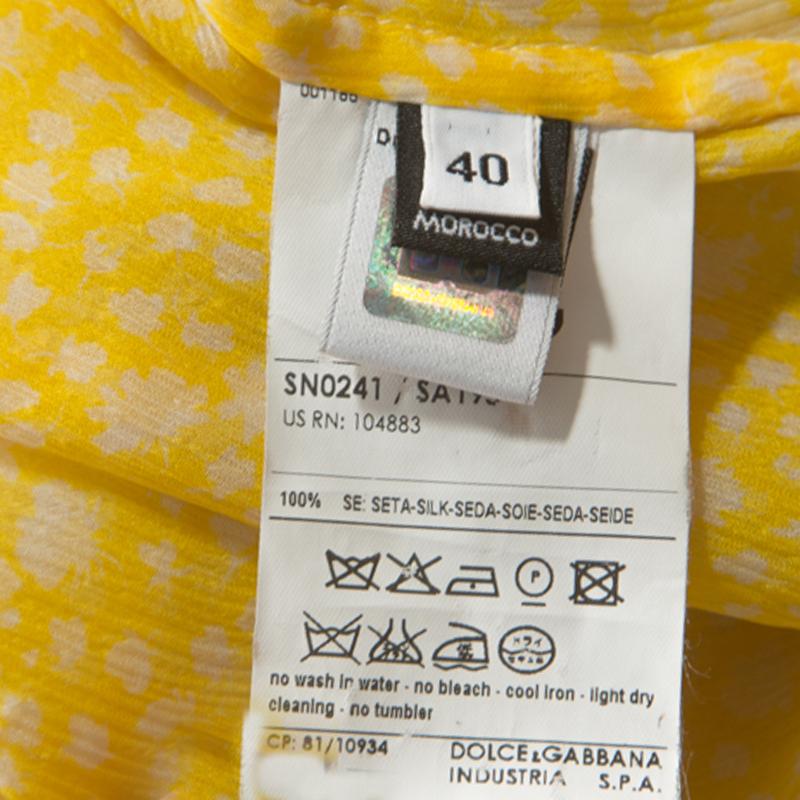 001186
40
MOROCCO
SN0241 /
US RN: 104883
100% SE: SETA-SILK-SEDA-SOIE-SEDA-SEIDE
P
no wash in water - no bleach - cool iron - light dry
cleaning - no tumbler
CP: 81/10934
DOLCE&GABBANA
INDUSTRIA S.P.A.